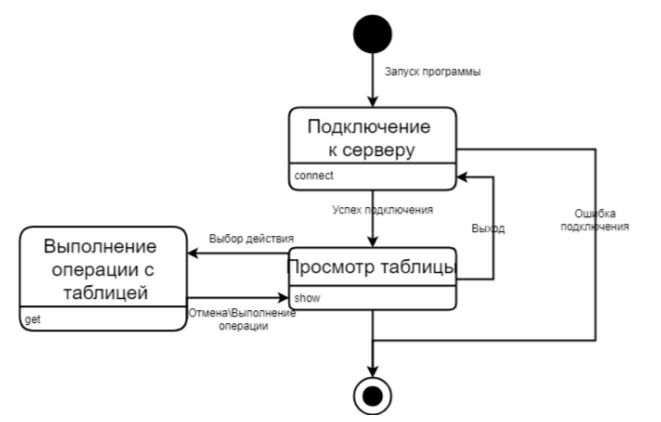 Запуск программы
Подключение
к серверу
connect
Успех подключения
Ошибка
подключения
Выход
Выбор действия
Выполнение
операции с
таблицей
get
Просмотр таблицы
show
Отмена\Выполнение
операции